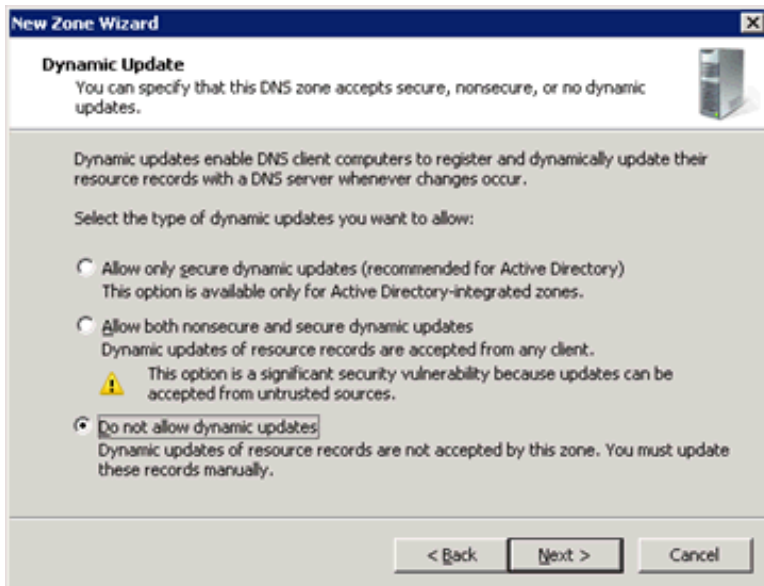 New Zone Wizard
Dynamic Update
You can specify that this DNS zone accepts secure, nonsecure, or no dynamic
updates.
Dynamic updates enable DNS client computers to register and dynamically update their
resource records with a DNS server whenever changes occur.
Select the type of dynamic updates you want to allow:
Allow only secure dynamic updates (recommended for Active Directory)
This option is available only for Active Directory-integrated zones.
Allow both nonsecure and secure dynamic updates
Dynamic updates of resource records are accepted from any client.
This option is a significant security vulnerability because updates can be
accepted from untrusted sources.
Do not allow dynamic updates
Dynamic updates of resource records are not accepted by this zone. You must update
these records manually.
< Back Next > Cancel